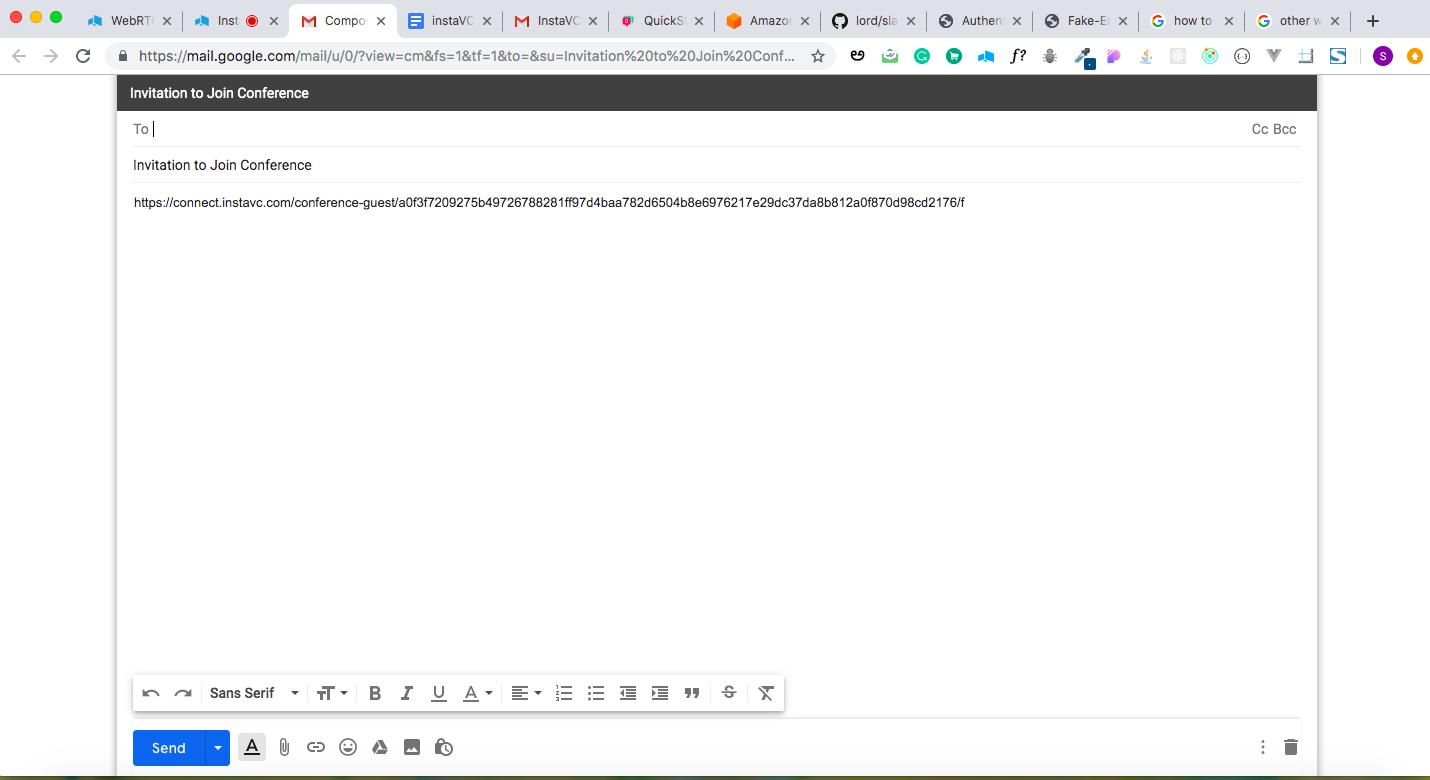 WebRT
Inst
Compo
instaVC
InstaVC
QuickS
Amazo
lord/sla
Authen
Fake-E
how to
other w
https://mail.google.com/mail/u/0/?view=cm&fs=1&tf=1&to=&su=Invitation%20to%20Join%20Conf...
f?
S
Invitation to Join Conference
To
Cc Bcc
Invitation to Join Conference
https://connect.instavc.com/conference-guest/a0f3f7209275b49726788281ff97d4baa782d6504b8e6976217e29dc37da8b812a0f870d98cd2176/f
Sans Serif
Send